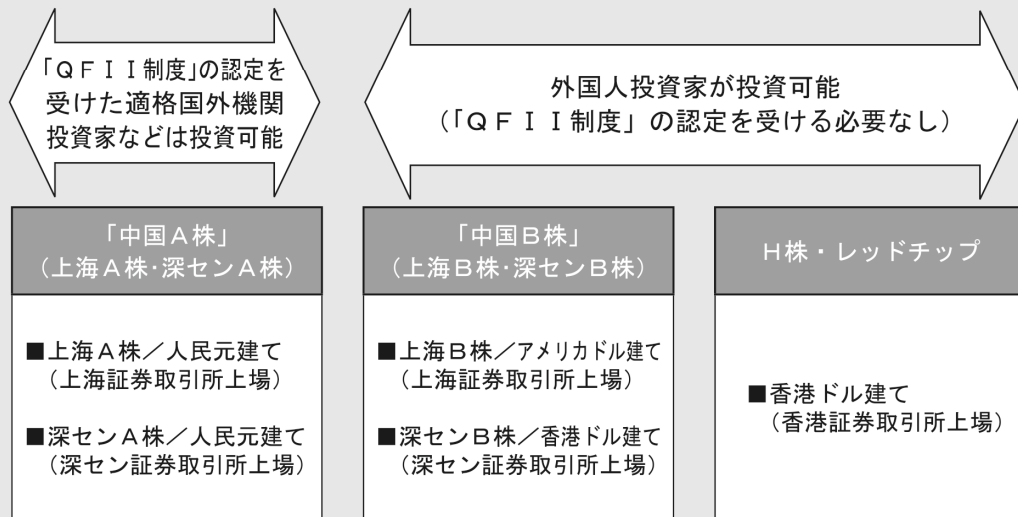 「ＱＦＩＩ制度」の認定を
受けた適格国外機関
投資家などは投資可能
外国人投資家が投資可能
（「ＱＦＩＩ制度」の認定を受ける必要なし）
「中国Ａ株」
（上海Ａ株・深センＡ株）
■上海Ａ株／人民元建て
（上海証券取引所上場）
■深センＡ株／人民元建て
（深セン証券取引所上場）
「中国Ｂ株」
（上海Ｂ株・深センＢ株）
■上海Ｂ株／アメリカドル建て
（上海証券取引所上場）
■深センＢ株／香港ドル建て
（深セン証券取引所上場）
Ｈ株・レッドチップ
■香港ドル建て
（香港証券取引所上場）